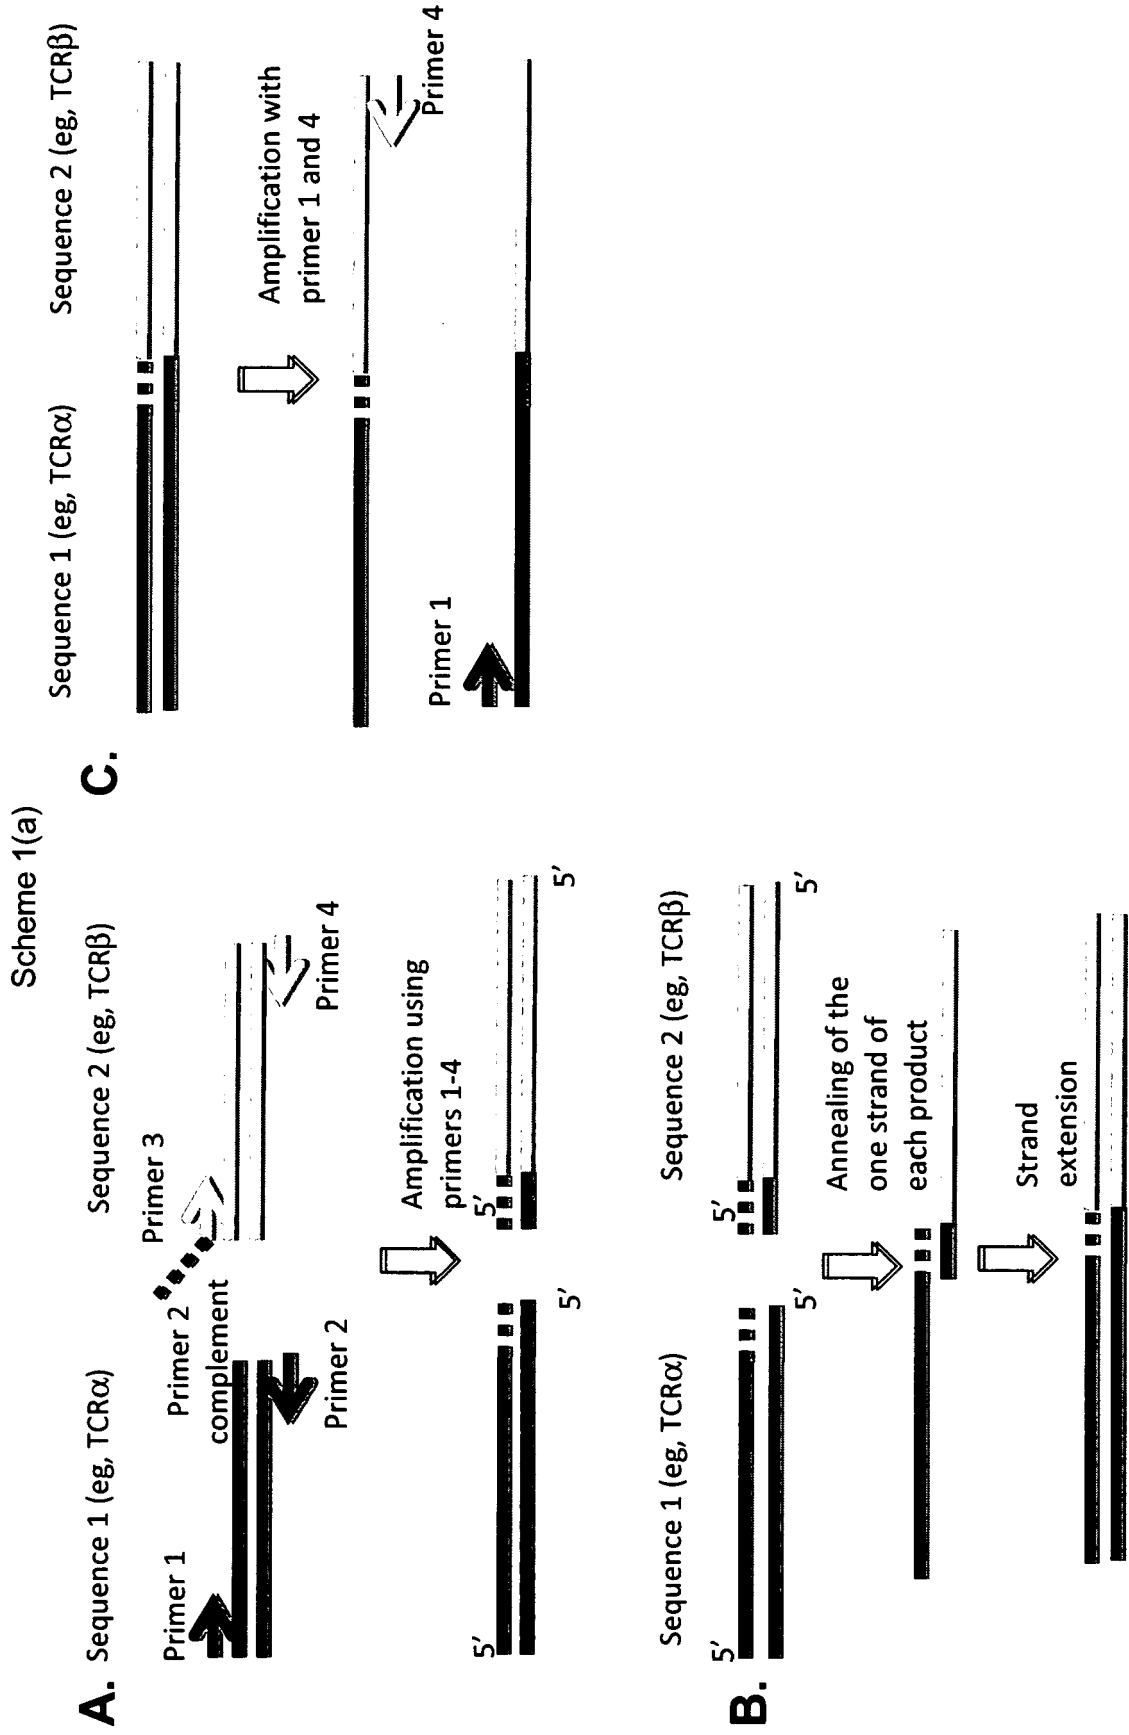 Scheme 1(a)
A.
Sequence 1 (eg, TCRα)
Sequence 2 (eg, TCRβ)
Primer 1
Primer 2
complement
Primer 3
Primer 2
Primer 4
Amplification using
primers 1-4
5′
5′
5′
5′
B.
Sequence 1 (eg, TCRα)
Sequence 2 (eg, TCRβ)
5′
5′
5′
5′
Annealing of the
one strand of
each product
Strand
extension
C.
Sequence 1 (eg, TCRα)
Sequence 2 (eg, TCRβ)
Amplification with
primer 1 and 4
Primer 4
Primer 1